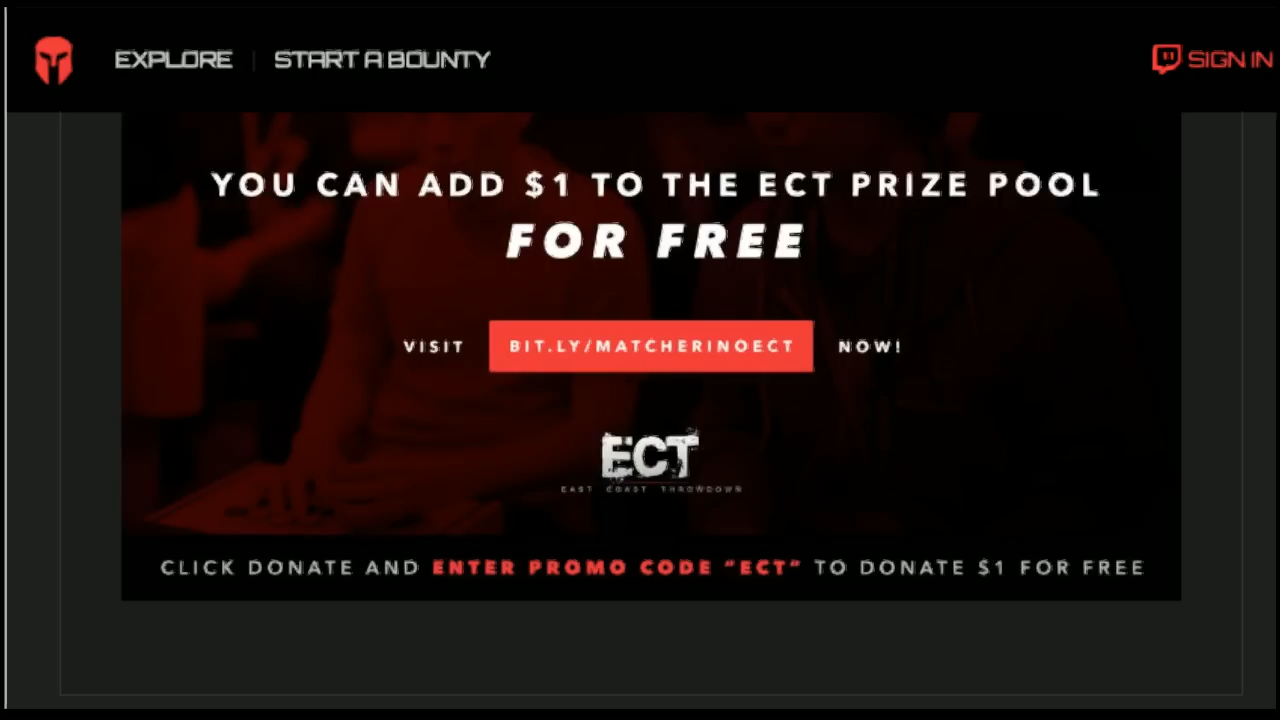 EXPLORE START A BOUNTY SIGN IN
YOU CAN ADD $1 TO THE ECT PRIZE POOL
FOR FREE
VISIT BIT.LY/MATCHERINOECT NOW!
ECT
EAST COAST THROWDOWN
CLICK DONATE AND ENTER PROMO CODE "ECT" TO DONATE $1 FOR FREE